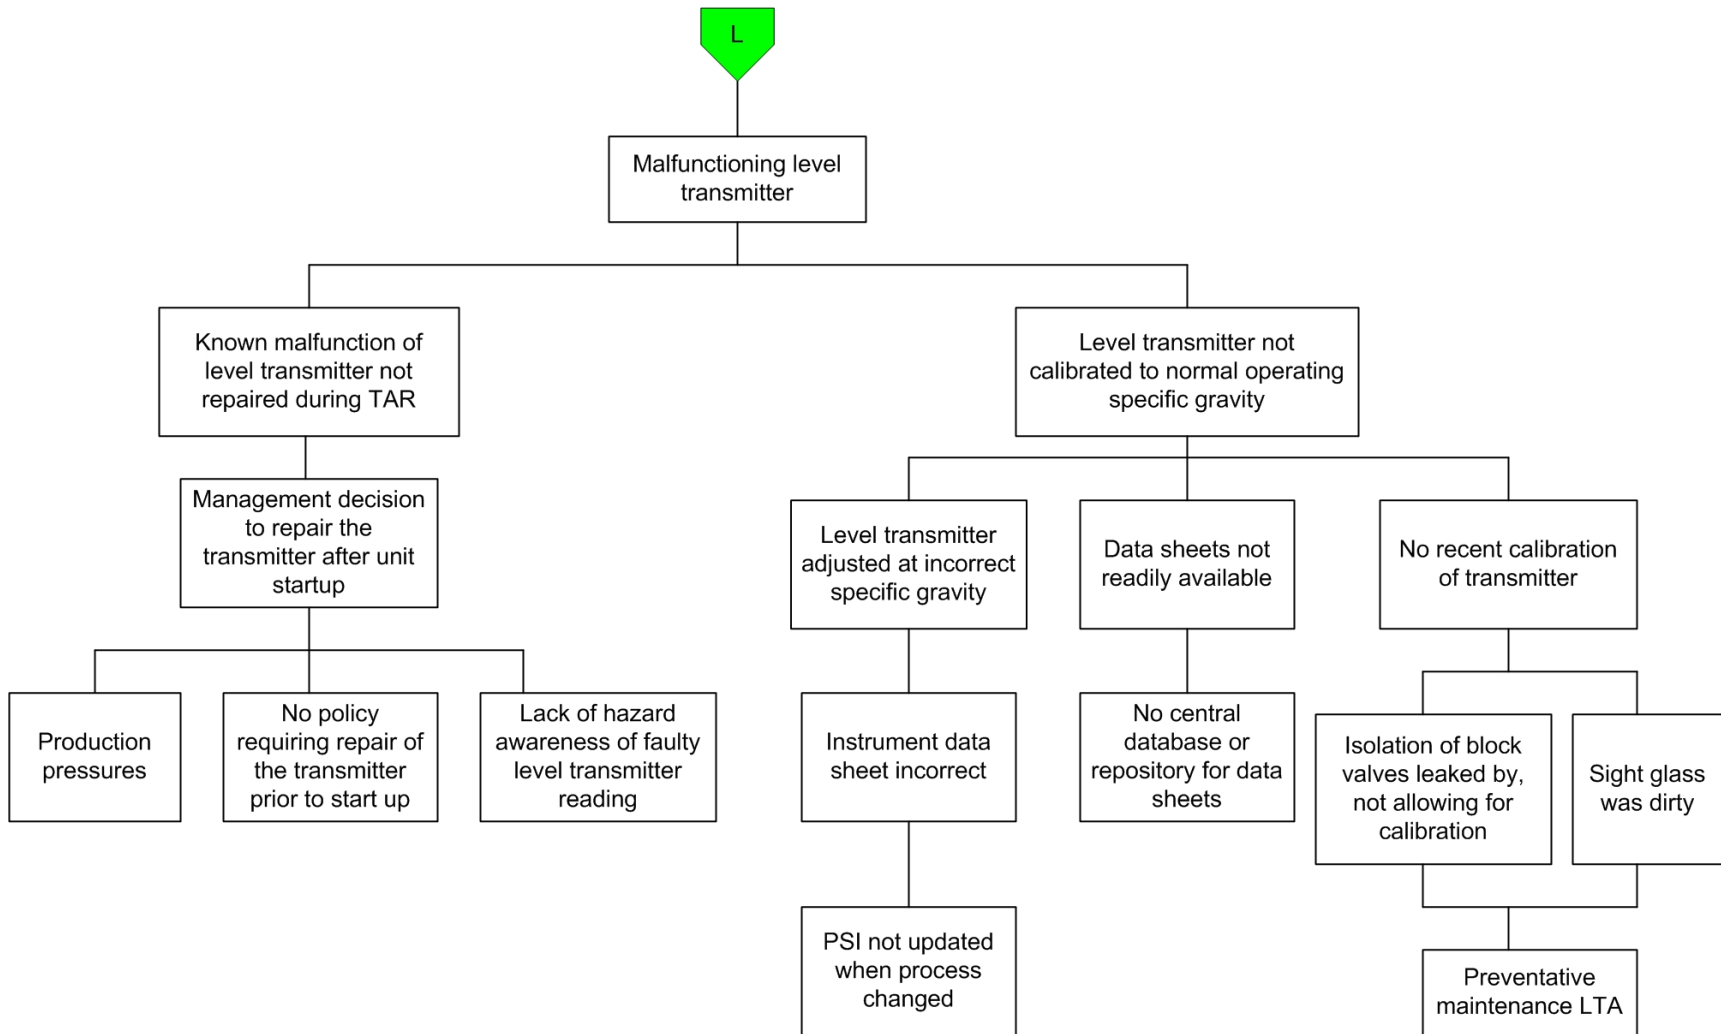 L
Malfunctioning level
transmitter
Known malfunction of
level transmitter not
repaired during TAR
Level transmitter not
calibrated to normal operating
specific gravity
Management decision
to repair the
transmitter after unit
startup
Level transmitter
adjusted at incorrect
specific gravity
Data sheets not
readily available
No recent calibration
of transmitter
Production
pressures
No policy
requiring repair of
the transmitter
prior to start up
Lack of hazard
awareness of faulty
level transmitter
reading
Instrument data
sheet incorrect
No central
database or
repository for data
sheets
Isolation of block
valves leaked by,
not allowing for
calibration
Sight glass
was dirty
PSI not updated
when process
changed
Preventative
maintenance LTA